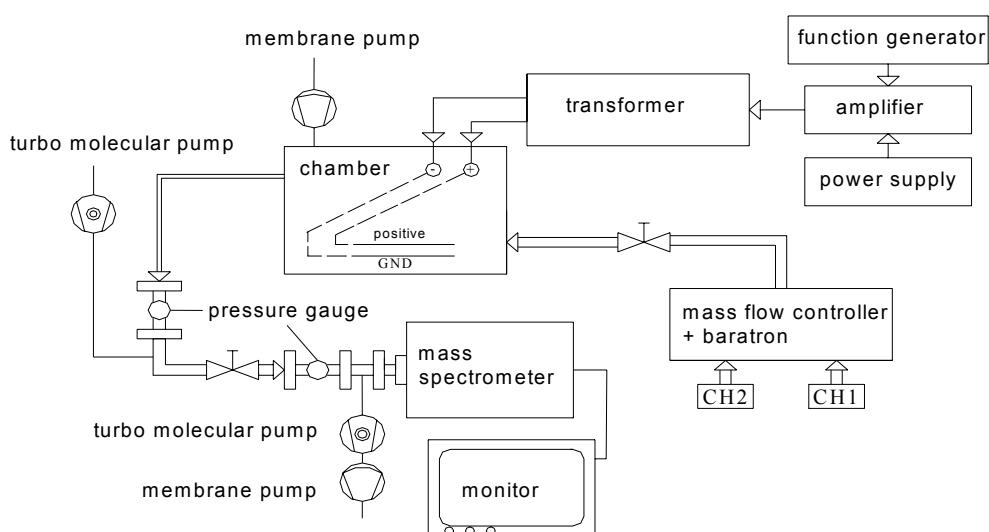 membrane pump
function generator
transformer
amplifier
turbo molecular pump
chamber
- +
power supply
positive
GND
pressure gauge
mass flow controller
+ baratron
mass
spectrometer
CH2
CH1
turbo molecular pump
membrane pump
monitor